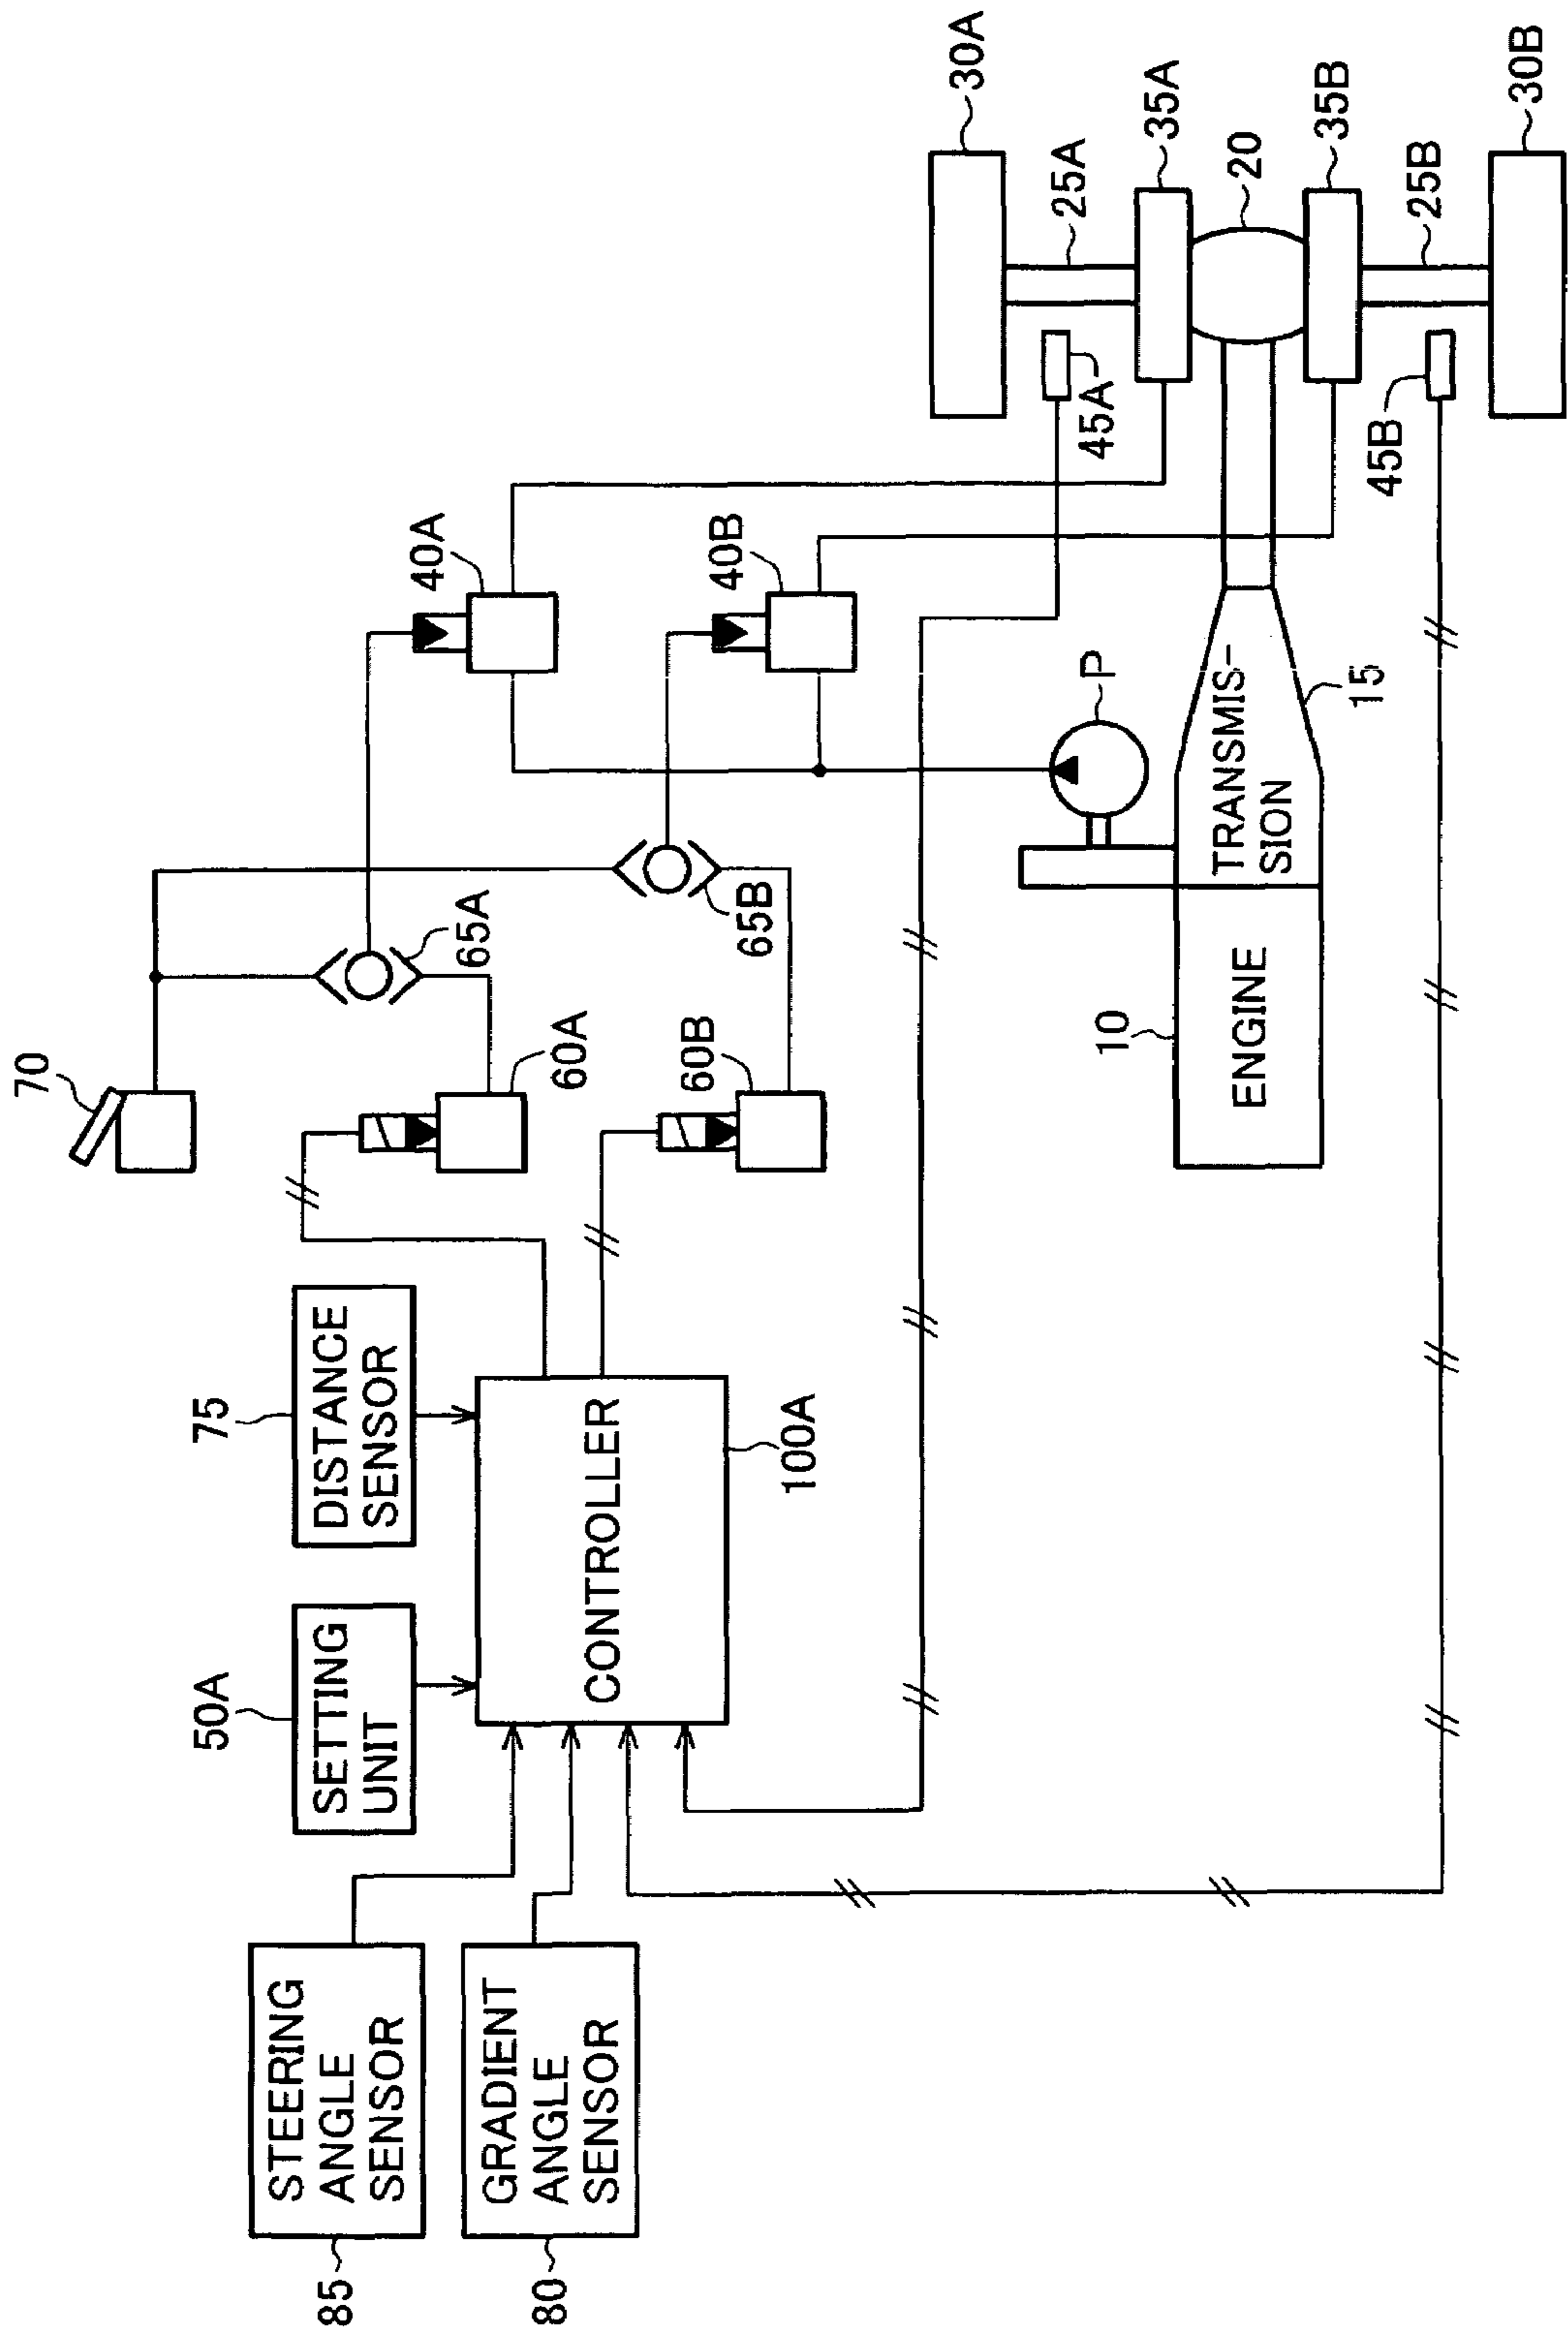 70
75
DISTANCE
SENSOR
50A
SETTING
UNIT
85
STEERING
ANGLE
SENSOR
80
GRADIENT
ANGLE
SENSOR
CONTROLLER
100A
60A
60B
65A
65B
40A
40B
P
10
ENGINE
TRANSMIS-
SION
15
45A
45B
30A
25A
35A
20
35B
25B
30B